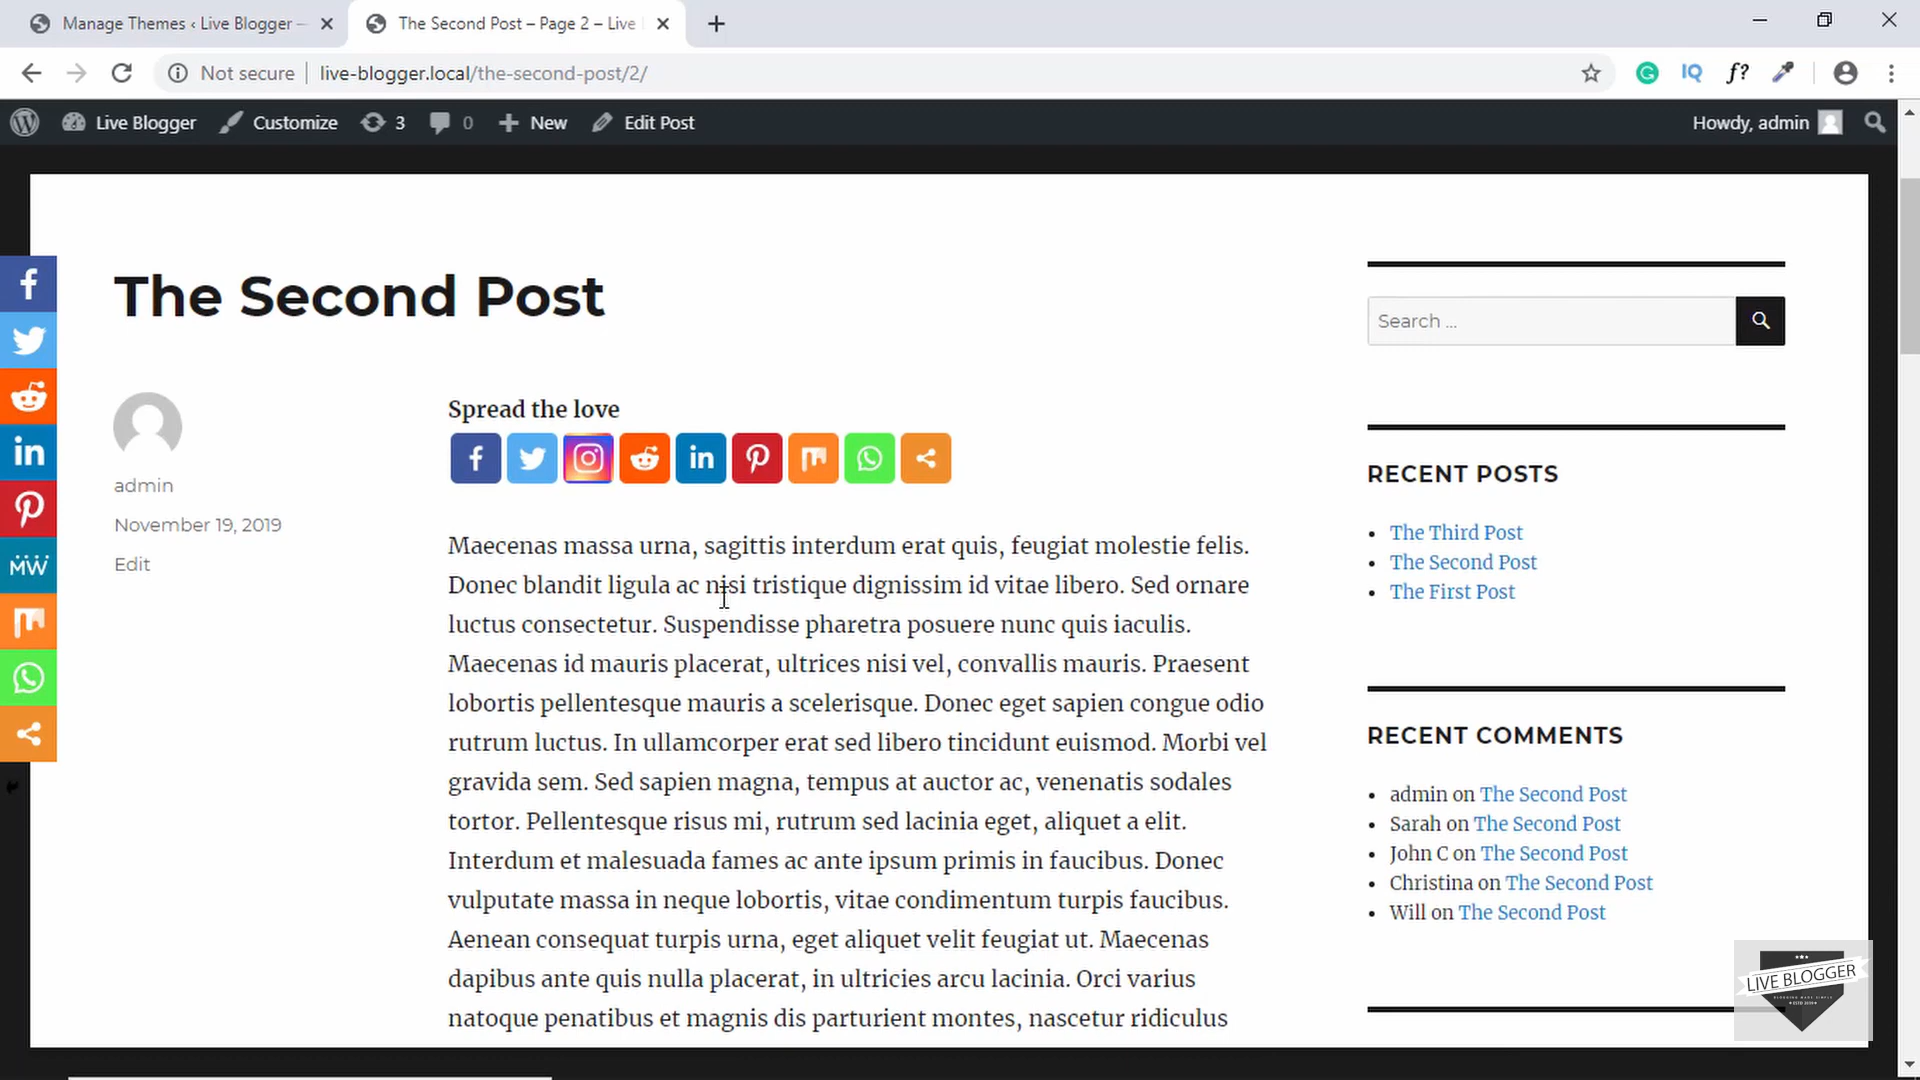 Manage Themes ‹ Live Blogger —
The Second Post – Page 2 – Live
Not secure
live-blogger.local/the-second-post/2/
IQ
f?
Live Blogger
Customize
3
0
New
Edit Post
Howdy, admin
The Second Post
admin
November 19, 2019
Edit
Spread the love
Maecenas massa urna, sagittis interdum erat quis, feugiat molestie felis.
Donec blandit ligula ac nisi tristique dignissim id vitae libero. Sed ornare
luctus consectetur. Suspendisse pharetra posuere nunc quis iaculis.
Maecenas id mauris placerat, ultrices nisi vel, convallis mauris. Praesent
lobortis pellentesque mauris a scelerisque. Donec eget sapien congue odio
rutrum luctus. In ullamcorper erat sed libero tincidunt euismod. Morbi vel
gravida sem. Sed sapien magna, tempus at auctor ac, venenatis sodales
tortor. Pellentesque risus mi, rutrum sed lacinia eget, aliquet a elit.
Interdum et malesuada fames ac ante ipsum primis in faucibus. Donec
vulputate massa in neque lobortis, vitae condimentum turpis faucibus.
Aenean consequat turpis urna, eget aliquet velit feugiat ut. Maecenas
dapibus ante quis nulla placerat, in ultricies arcu lacinia. Orci varius
natoque penatibus et magnis dis parturient montes, nascetur ridiculus
Search ...
RECENT POSTS
The Third Post
The Second Post
The First Post
RECENT COMMENTS
admin on The Second Post
Sarah on The Second Post
John C on The Second Post
Christina on The Second Post
Will on The Second Post
LIVE BLOGGER